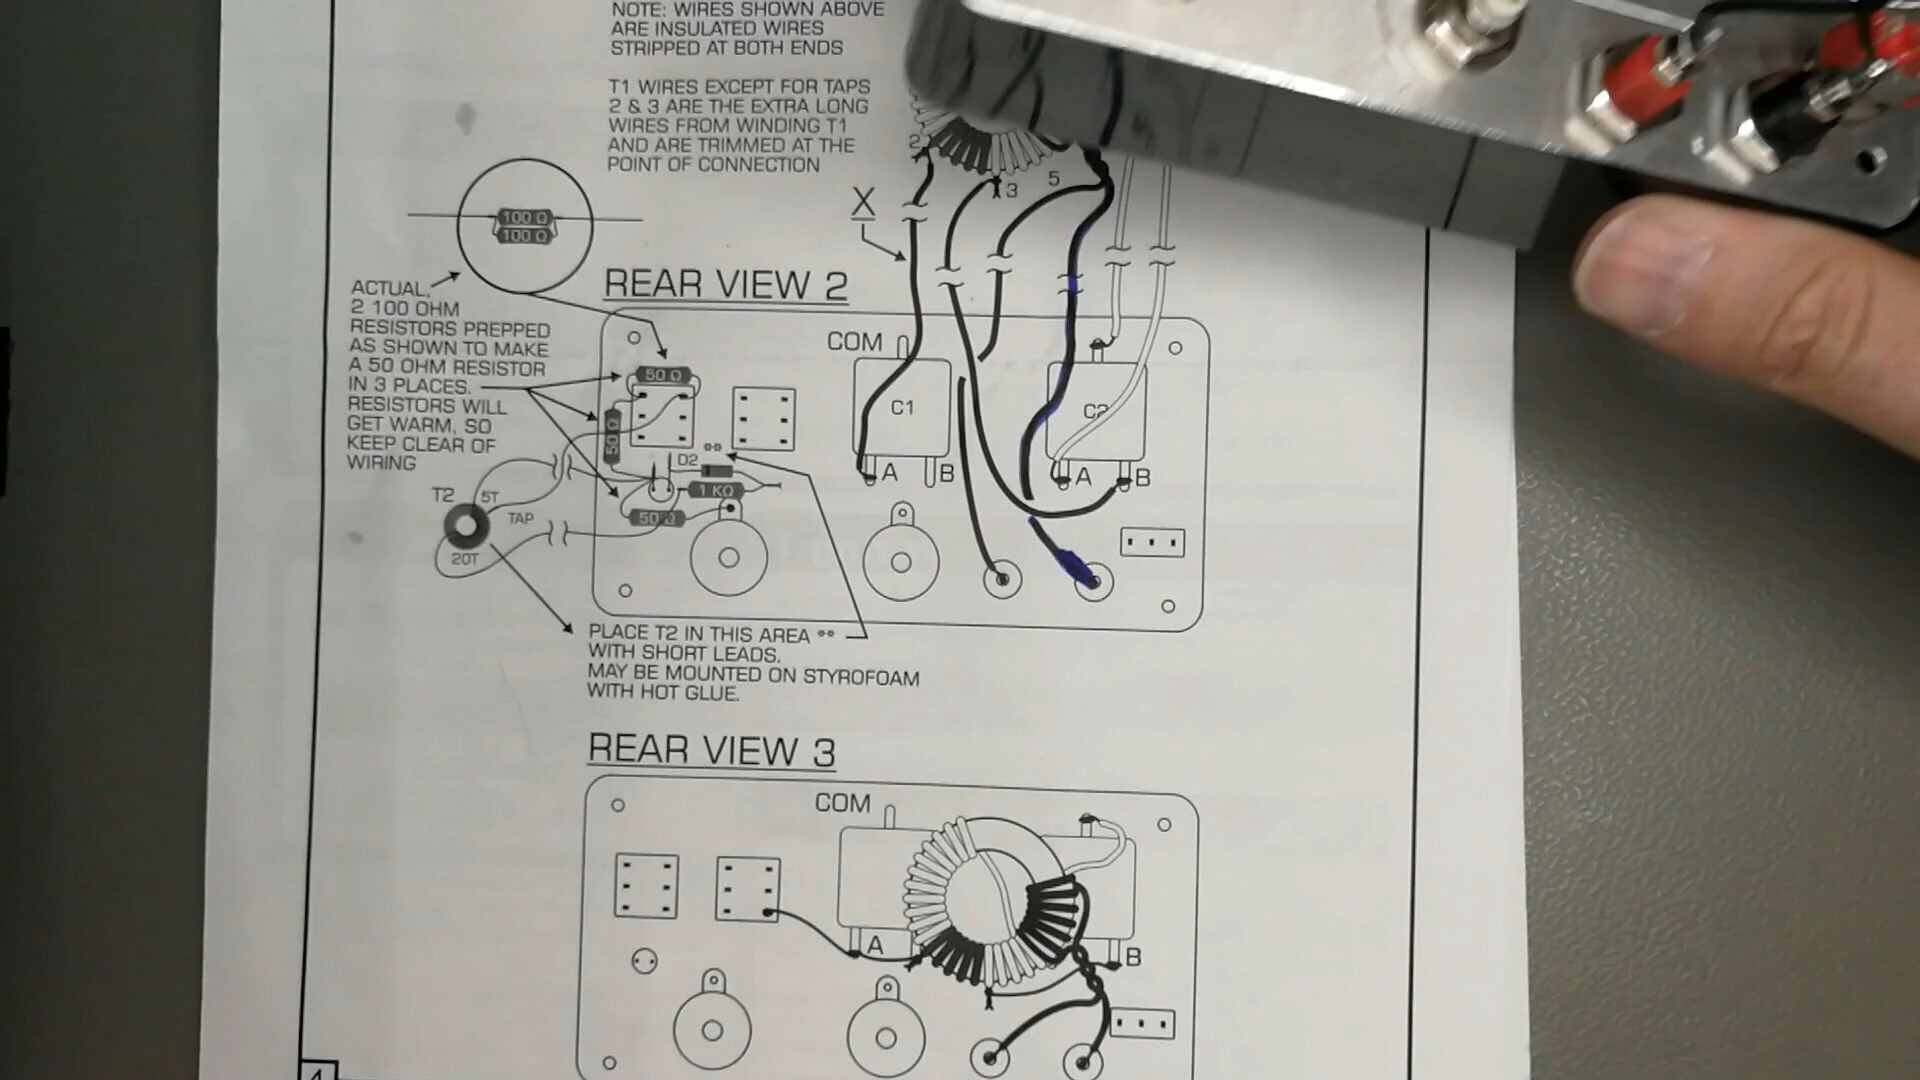 NOTE: WIRES SHOWN ABOVE
ARE INSULATED WIRES
STRIPPED AT BOTH ENDS
T1 WIRES EXCEPT FOR TAPS
2 & 3 ARE THE EXTRA LONG
WIRES FROM WINDING T1
AND ARE TRIMMED AT THE
POINT OF CONNECTION
2
3
5
X
100 Ω
100 Ω
REAR VIEW 2
ACTUAL,
2 100 OHM
RESISTORS PREPPED
AS SHOWN TO MAKE
A 50 OHM RESISTOR
IN 3 PLACES.
RESISTORS WILL
GET WARM, SO
KEEP CLEAR OF
WIRING
COM
50 Ω
50 Ω
C1
C2
**
D2
A
B
A
B
1 KΩ
50 Ω
T2
5T
TAP
20T
PLACE T2 IN THIS AREA **
WITH SHORT LEADS.
MAY BE MOUNTED ON STYROFOAM
WITH HOT GLUE.
REAR VIEW 3
COM
A
B